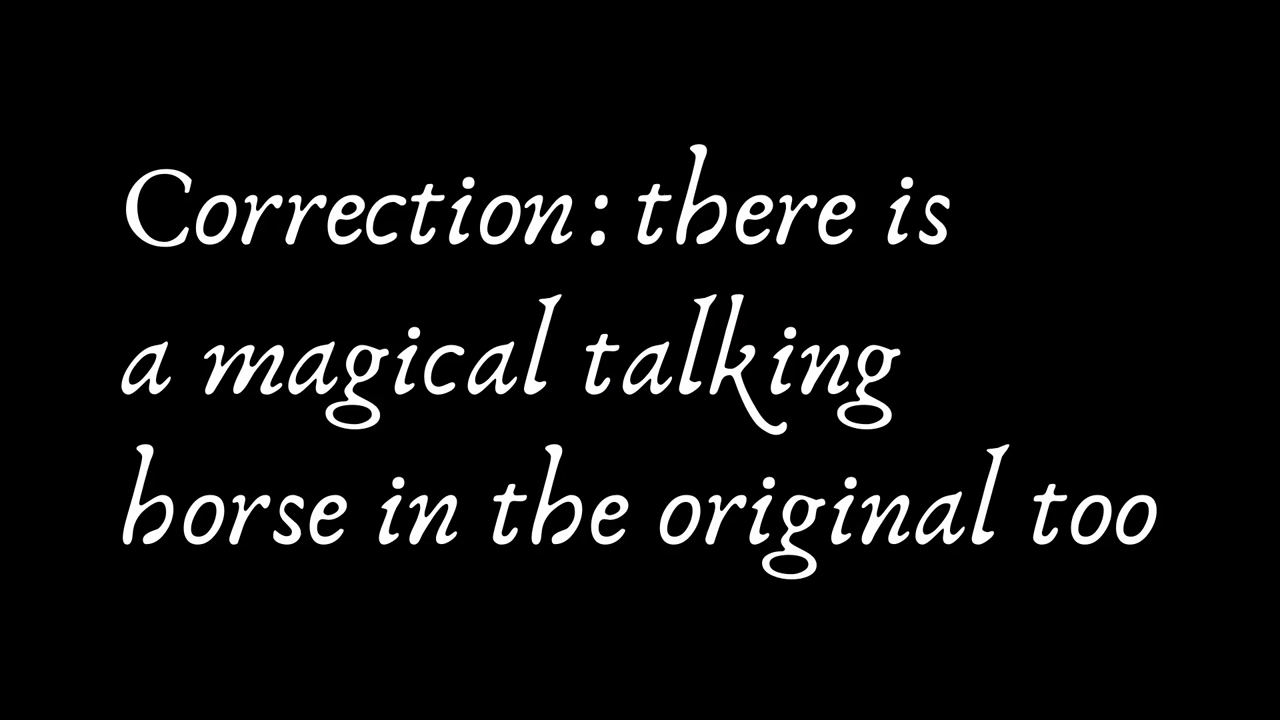 Correction: there is
a magical talking
horse in the original too